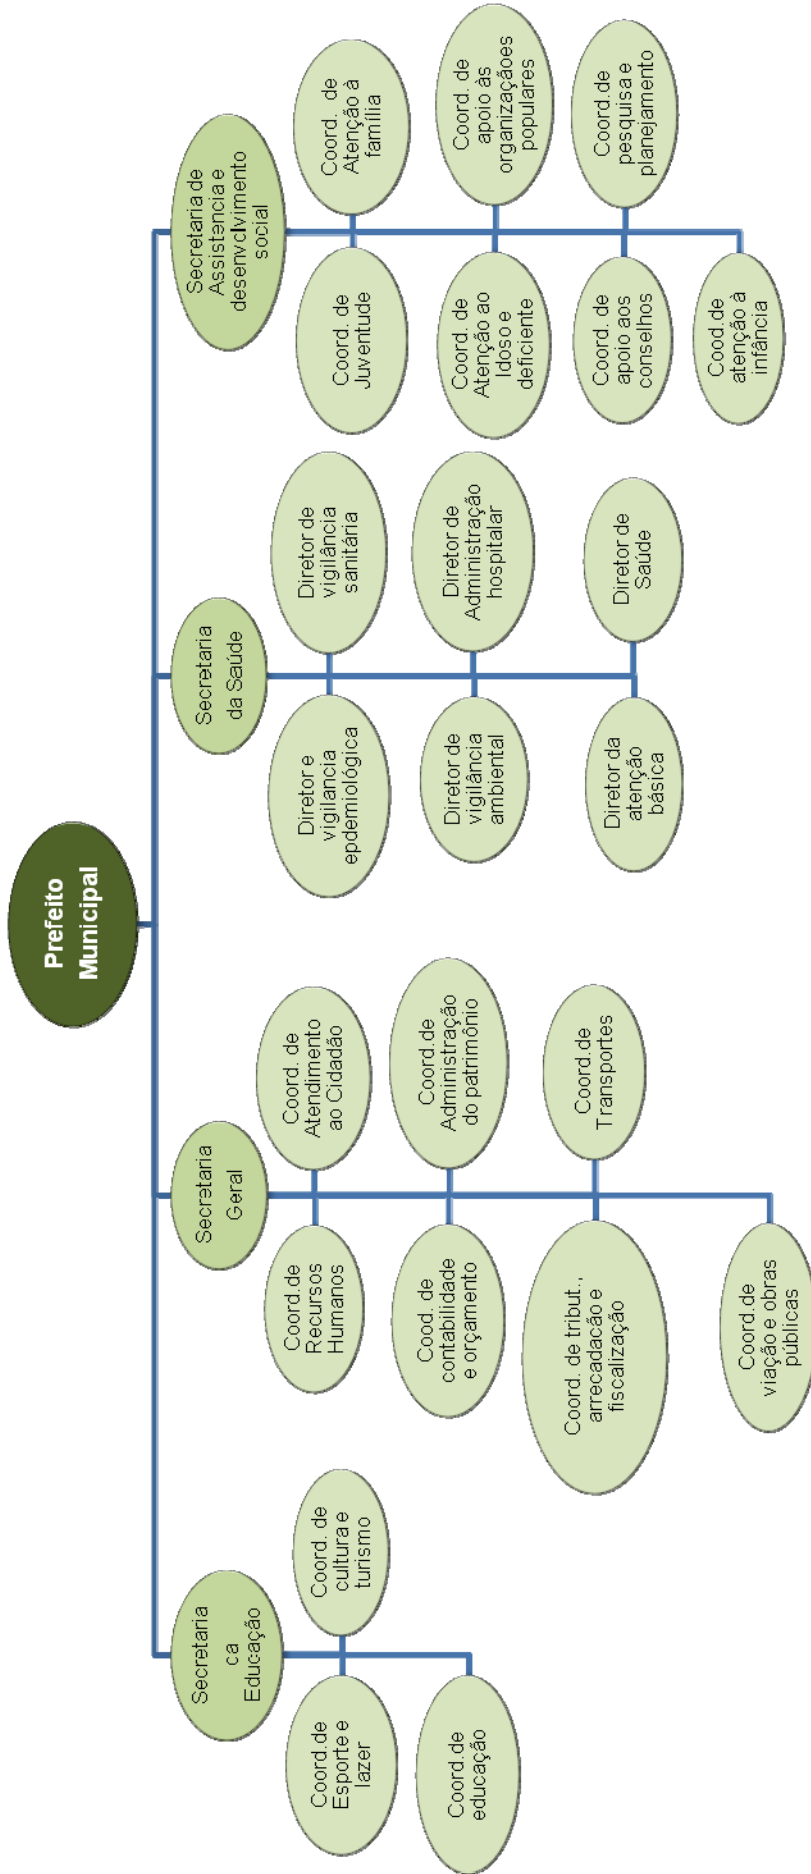 Prefeito
Municipal
Secretaria
ca
Educação
Coord.de
Esporte e
lazer
Coord. de
cultura e
turismo
Coord.de
educação
Secretaria
Geral
Coord.de
Recursos
Humanos
Coord. de
Atendimento
ao Cidadão
Cood. de
contabilidade
e orçamento
Coord.de
Administração
do patrimônio
Coord. de tribut.,
arrecadacão e
fiscalização
Coord.de
Transportes
Coord.de
viação e obras
públicas
Secretaria
da Saúde
Diretor e
vigilancia
epdemiológica
Diretor de
vigilância
sanitária
Diretor de
vigilância
ambiental
Diretor de
Administração
hospitalar
Diretor da
atenção
básica
Diretor de
Saúde
Secretaria de
Assistencia e
desenvolvimento
social
Coord. de
Juventude
Coord. de
Atenção à
família
Coord. de
Atenção ao
Idoso e
deficiente
Coord. de
apoio às
organizaçãoes
populares
Coord. de
apoio aos
conselhos
Coord.de
pesquisa e
planejamento
Cood.de
atenção à
infância